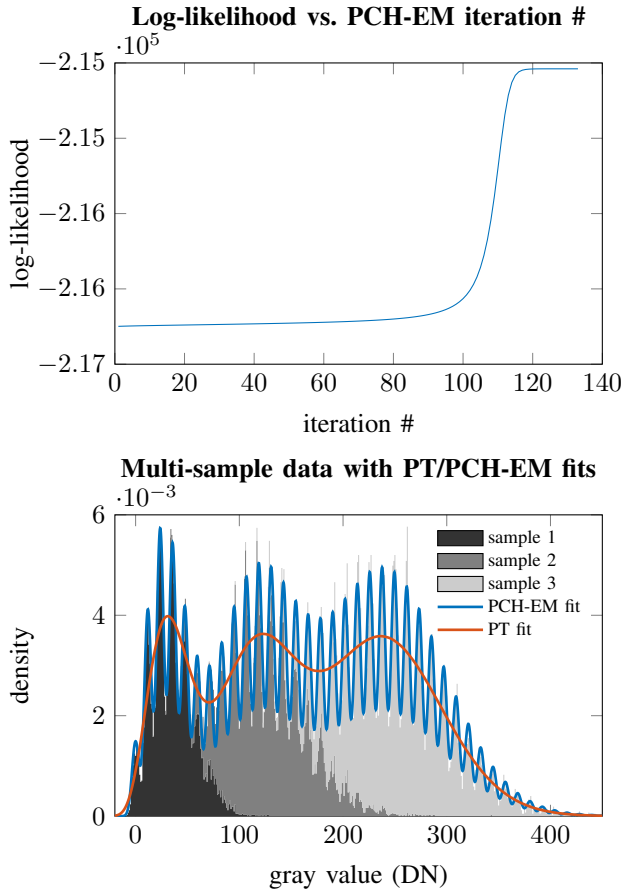 Log-likelihood vs. PCH-EM iteration #
·10⁵
−2.15
−2.15
−2.16
−2.16
−2.17
log-likelihood
0 20 40 60 80 100 120 140
iteration #
Multi-sample data with PT/PCH-EM fits
·10⁻³
6
4
2
0
density
sample 1
sample 2
sample 3
PCH-EM fit
PT fit
0 100 200 300 400
gray value (DN)